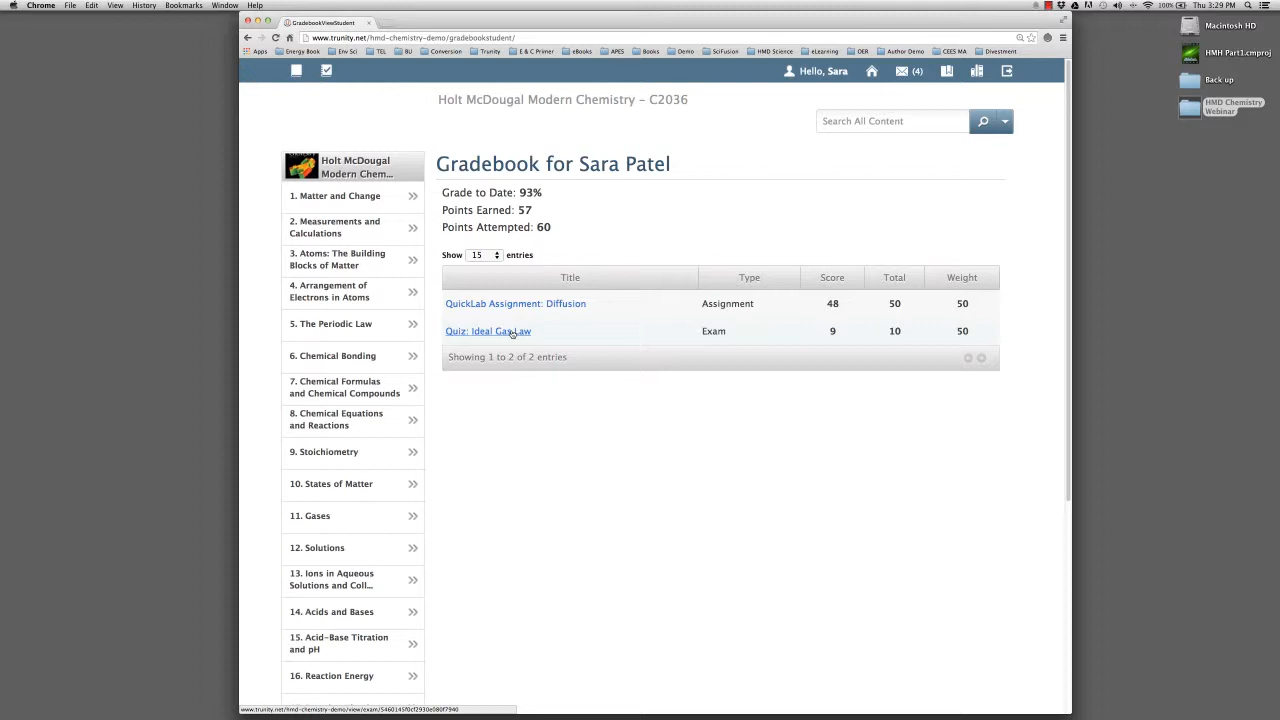 Chrome File Edit View History Bookmarks Window Help 100% Thu 3:29 PM
GradebookViewStudent
www.trunity.net/hmd-chemistry-demo/gradebookstudent/
Apps Energy Book Env Sci TEL BU Conversion Trunity E & C Primer eBooks APES Books Demo SciFusion HMD Science eLearning OER Author Demo CEES MA Divestment
Macintosh HD
HMH Part1.cmproj
Back up
HMD Chemistry
Webinar
Hello, Sara (4)
Holt McDougal Modern Chemistry - C2036
Search All Content
Holt McDougal
Modern Chem...
1. Matter and Change
2. Measurements and
Calculations
3. Atoms: The Building
Blocks of Matter
4. Arrangement of
Electrons in Atoms
5. The Periodic Law
6. Chemical Bonding
7. Chemical Formulas
and Chemical Compounds
8. Chemical Equations
and Reactions
9. Stoichiometry
10. States of Matter
11. Gases
12. Solutions
13. Ions in Aqueous
Solutions and Coll...
14. Acids and Bases
15. Acid-Base Titration
and pH
16. Reaction Energy
Gradebook for Sara Patel
Grade to Date: 93%
Points Earned: 57
Points Attempted: 60
Show 15 entries
Title Type Score Total Weight
QuickLab Assignment: Diffusion Assignment 48 50 50
Quiz: Ideal Gas Law Exam 9 10 50
Showing 1 to 2 of 2 entries
www.trunity.net/hmd-chemistry-demo/view/exam/5460145f0cf2930e080f7940